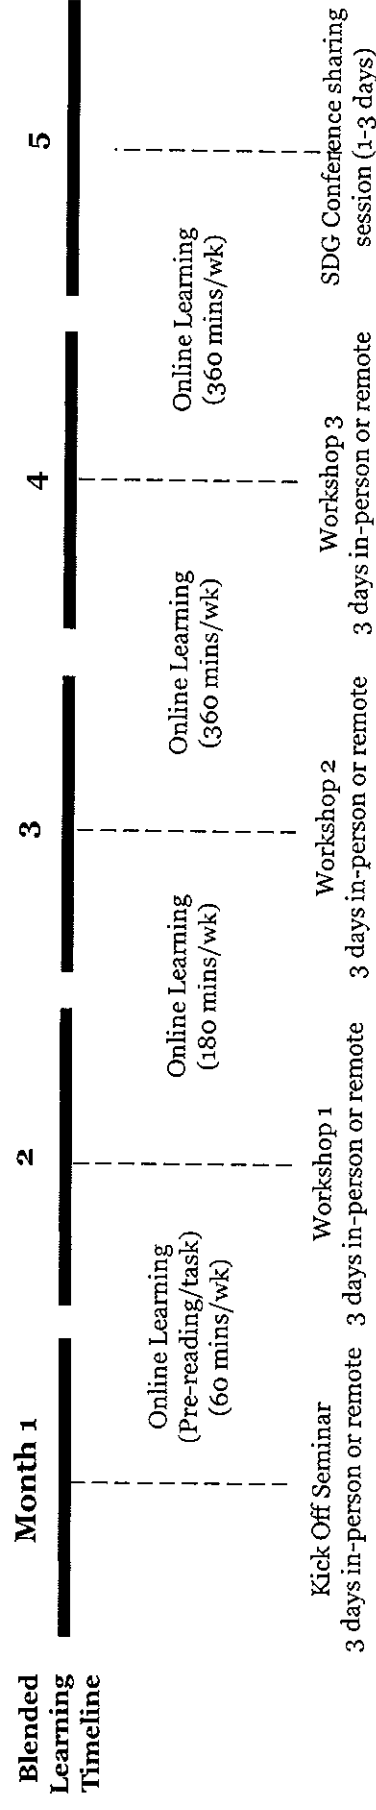 Blended
Learning
Timeline
Month 1
2
3
4
5
Online Learning
(Pre-reading/task)
(60 mins/wk)
Online Learning
(180 mins/wk)
Online Learning
(360 mins/wk)
Online Learning
(360 mins/wk)
Kick Off Seminar
3 days in-person or remote
Workshop 1
3 days in-person or remote
Workshop 2
3 days in-person or remote
Workshop 3
3 days in-person or remote
SDG Conference sharing
session (1-3 days)